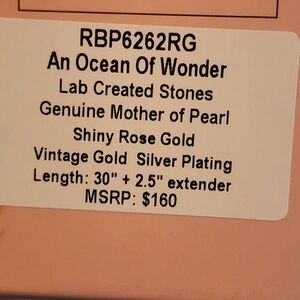 RBP6262RG
An Ocean Of Wonder
Lab Created Stones
Genuine Mother of Pearl
Shiny Rose Gold
Vintage Gold Silver Plating
Length: 30" + 2.5" extender
MSRP: $160